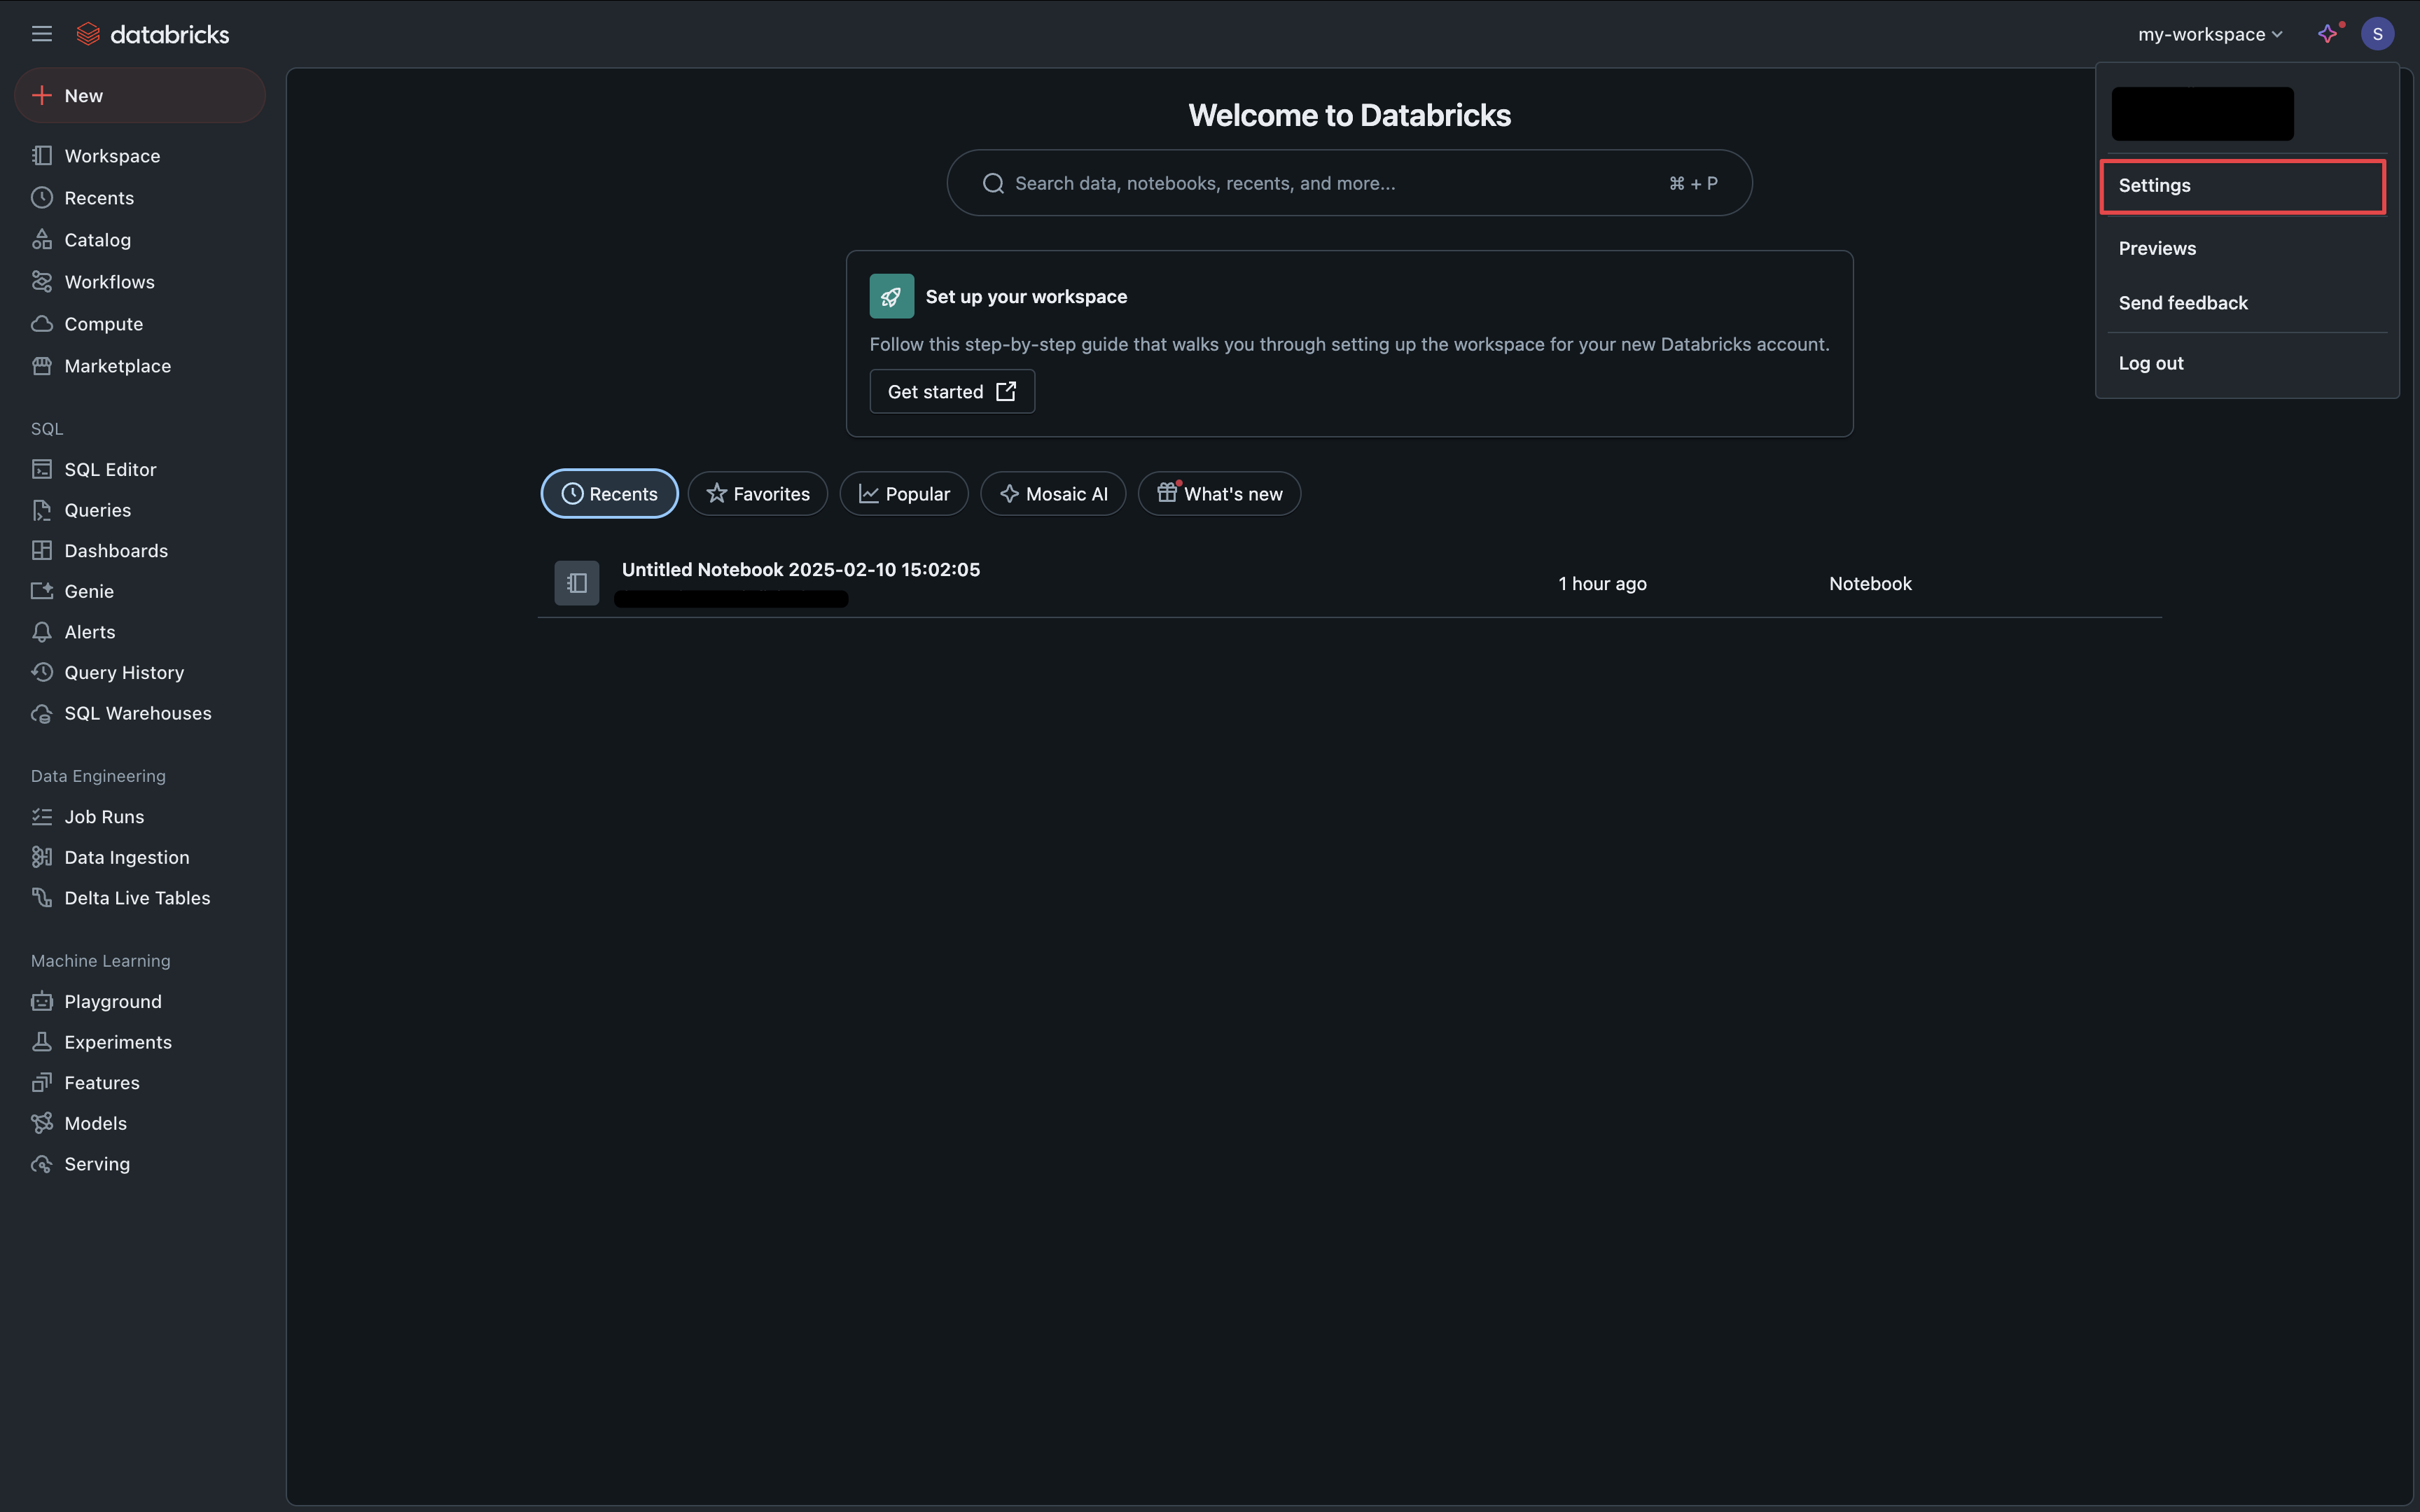 databricks
my-workspace
S
New
Workspace
Recents
Catalog
Workflows
Compute
Marketplace
SQL
SQL Editor
Queries
Dashboards
Genie
Alerts
Query History
SQL Warehouses
Data Engineering
Job Runs
Data Ingestion
Delta Live Tables
Machine Learning
Playground
Experiments
Features
Models
Serving
Welcome to Databricks
Search data, notebooks, recents, and more...
⌘ + P
Set up your workspace
Follow this step-by-step guide that walks you through setting up the workspace for your new Databricks account.
Get started
Recents
Favorites
Popular
Mosaic AI
What's new
Untitled Notebook 2025-02-10 15:02:05
1 hour ago
Notebook
Settings
Previews
Send feedback
Log out